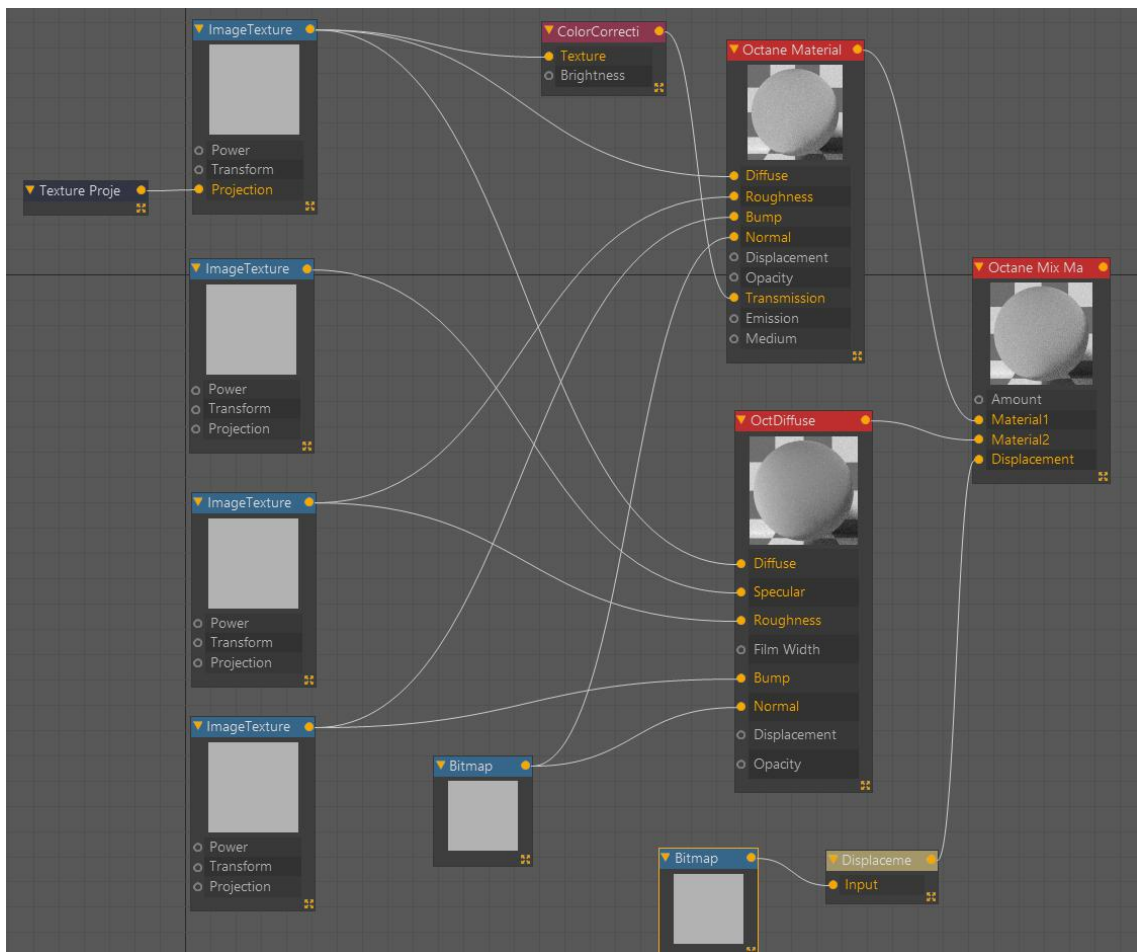 ImageTexture
Power
Transform
Projection
Texture Proje
ImageTexture
Power
Transform
Projection
ImageTexture
Power
Transform
Projection
ImageTexture
Power
Transform
Projection
Bitmap
ColorCorrecti
Texture
Brightness
Octane Material
Diffuse
Roughness
Bump
Normal
Displacement
Opacity
Transmission
Emission
Medium
OctDiffuse
Diffuse
Specular
Roughness
Film Width
Bump
Normal
Displacement
Opacity
Bitmap
Displaceme
Input
Octane Mix Ma
Amount
Material1
Material2
Displacement